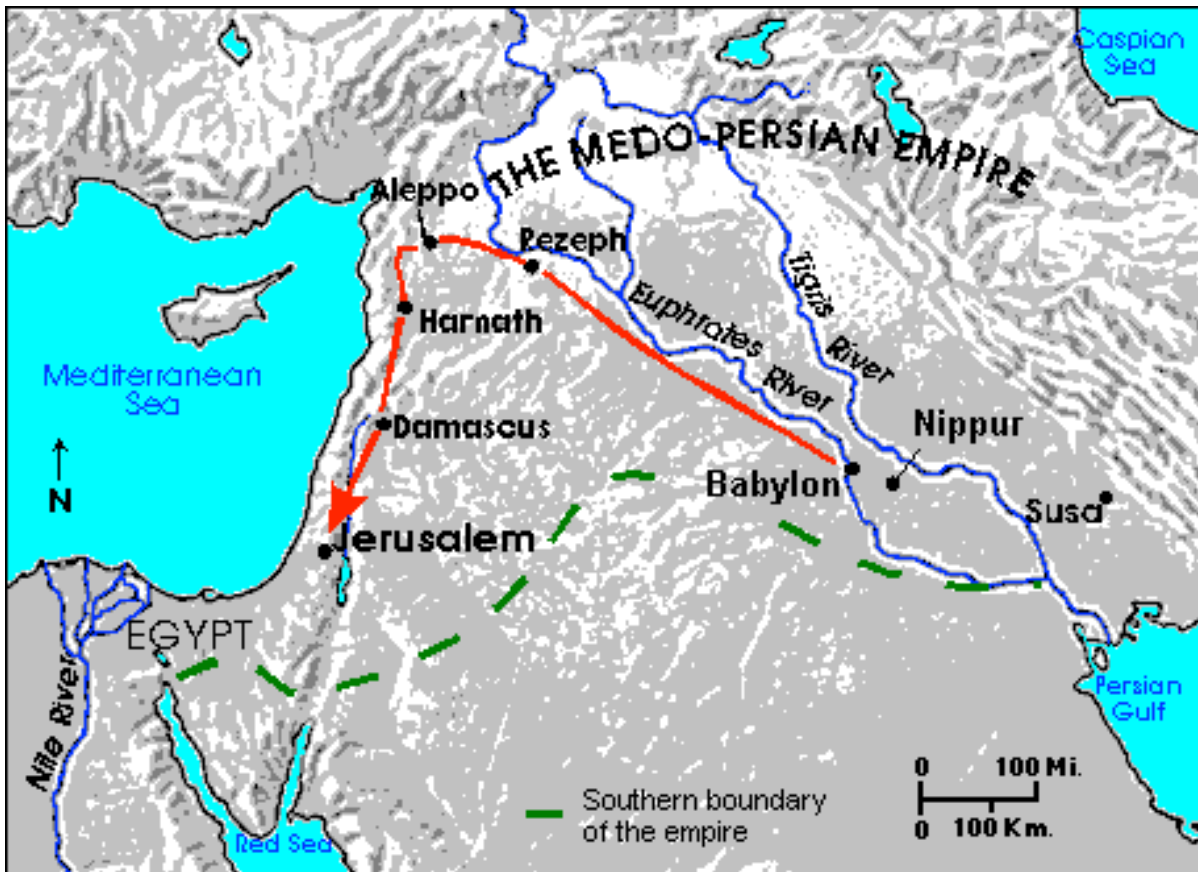 Caspian
Sea
THE MEDO-PERSIAN EMPIRE
Aleppo
Rezeph
Tigris
River
Harnath
Euphrates
River
Mediterranean
Sea
Damascus
Nippur
N
Babylon
Susa
Jerusalem
EGYPT
Nile River
Persian
Gulf
0 100 Mi.
0 100 Km.
Southern boundary
of the empire
Red Sea